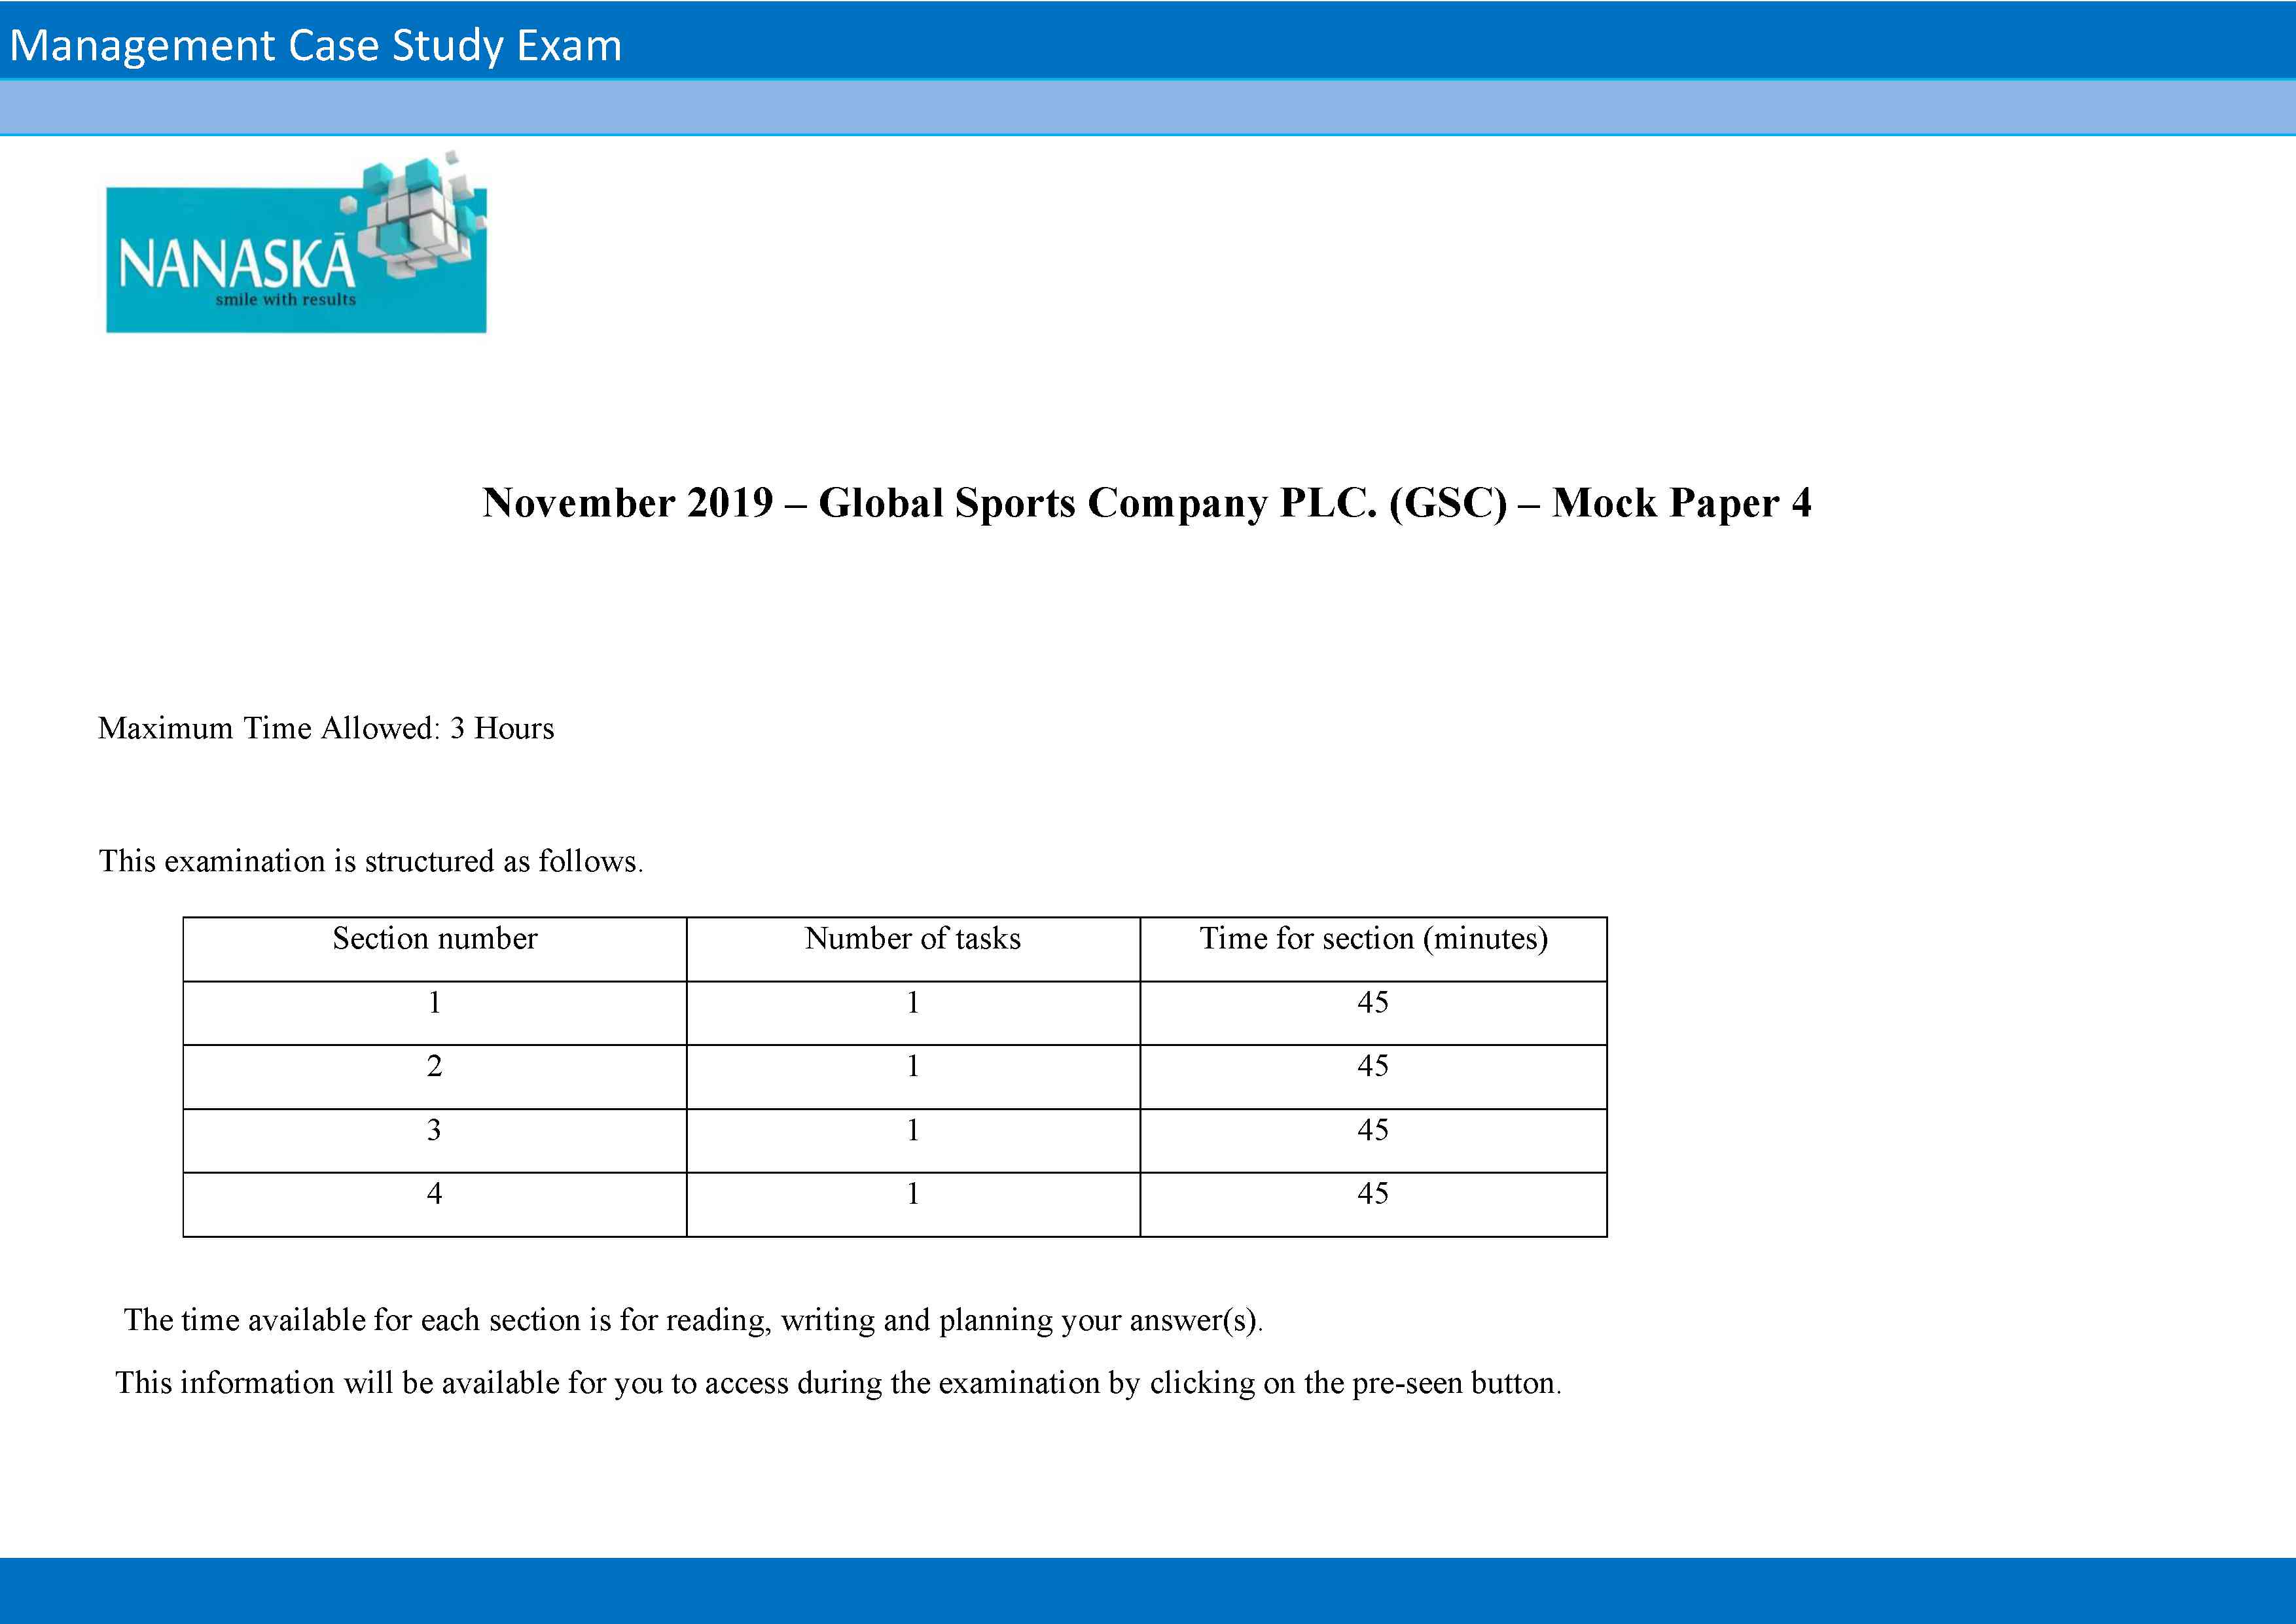 Management Case Study Exam
NANASKĀ
smile with results
November 2019 – Global Sports Company PLC. (GSC) – Mock Paper 4
Maximum Time Allowed: 3 Hours
This examination is structured as follows.
Section number Number of tasks Time for section (minutes)
1 1 45
2 1 45
3 1 45
4 1 45
The time available for each section is for reading, writing and planning your answer(s).
This information will be available for you to access during the examination by clicking on the pre-seen button.